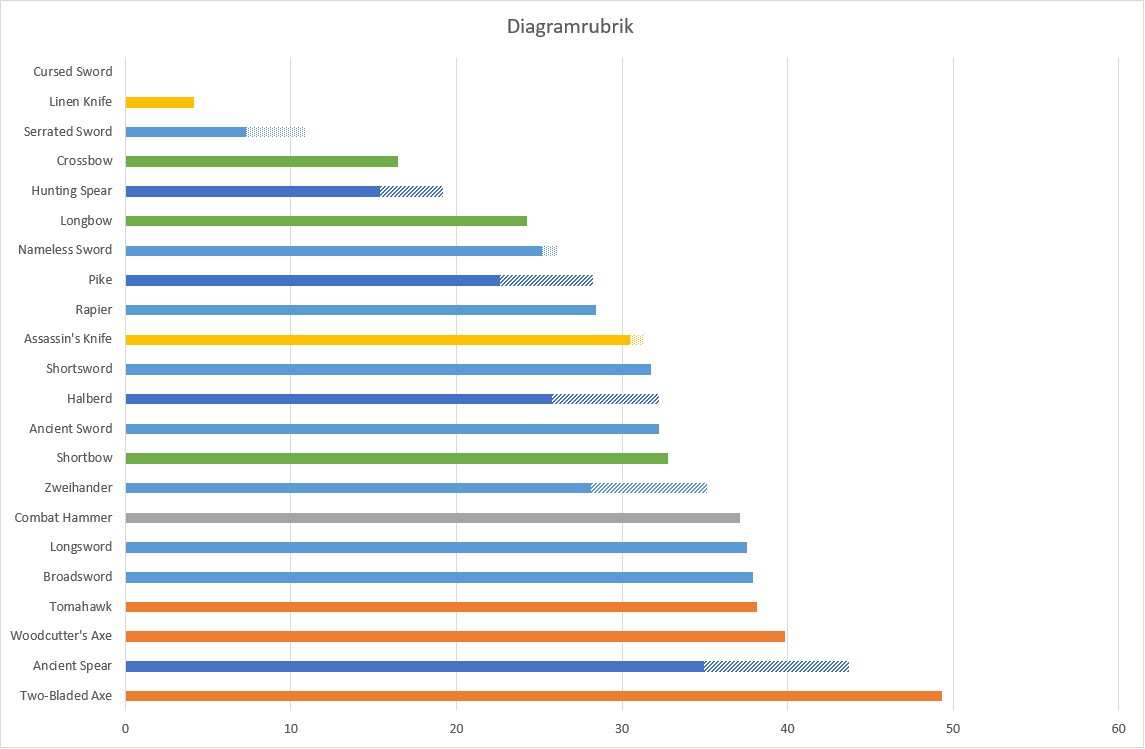 Diagramrubrik
Cursed Sword
Linen Knife
Serrated Sword
Crossbow
Hunting Spear
Longbow
Nameless Sword
Pike
Rapier
Assassin's Knife
Shortsword
Halberd
Ancient Sword
Shortbow
Zweihander
Combat Hammer
Longsword
Broadsword
Tomahawk
Woodcutter's Axe
Ancient Spear
Two-Bladed Axe
0 10 20 30 40 50 60